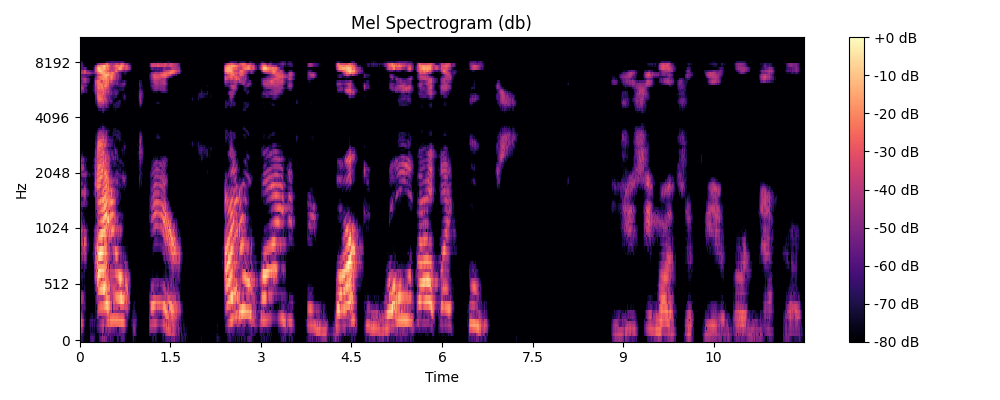 Mel Spectrogram (db)
Hz
8192
4096
2048
1024
512
0
0 1.5 3 4.5 6 7.5 9 10
Time
+0 dB
-10 dB
-20 dB
-30 dB
-40 dB
-50 dB
-60 dB
-70 dB
-80 dB